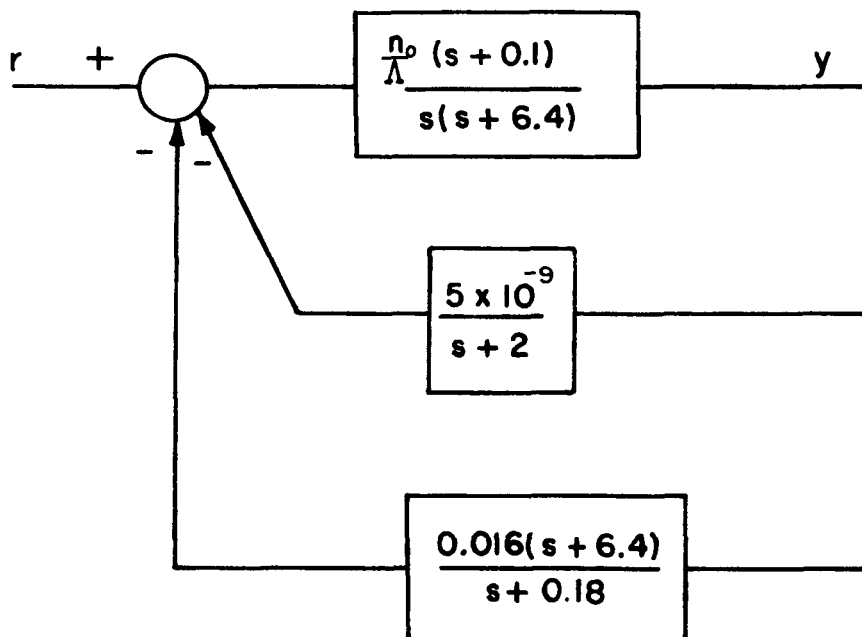 r + n₀/Λ (s + 0.1) y
s(s + 6.4)
- -
5 x 10⁻⁹
s + 2
0.016(s + 6.4)
s + 0.18